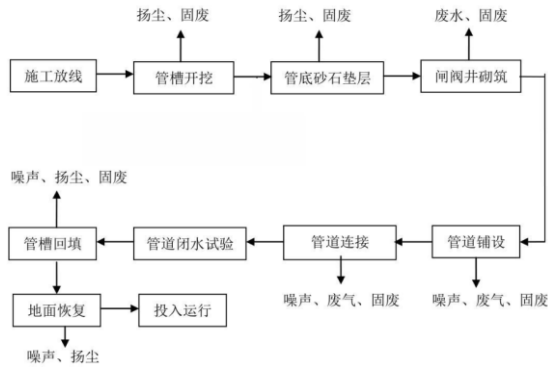 扬尘、固废
扬尘、固废
废水、固废
施工放线
管槽开挖
管底砂石垫层
闸阀井砌筑
噪声、扬尘、固废
管槽回填
管道闭水试验
管道连接
管道铺设
噪声、废气、固废
噪声、废气、固废
地面恢复
投入运行
噪声、扬尘